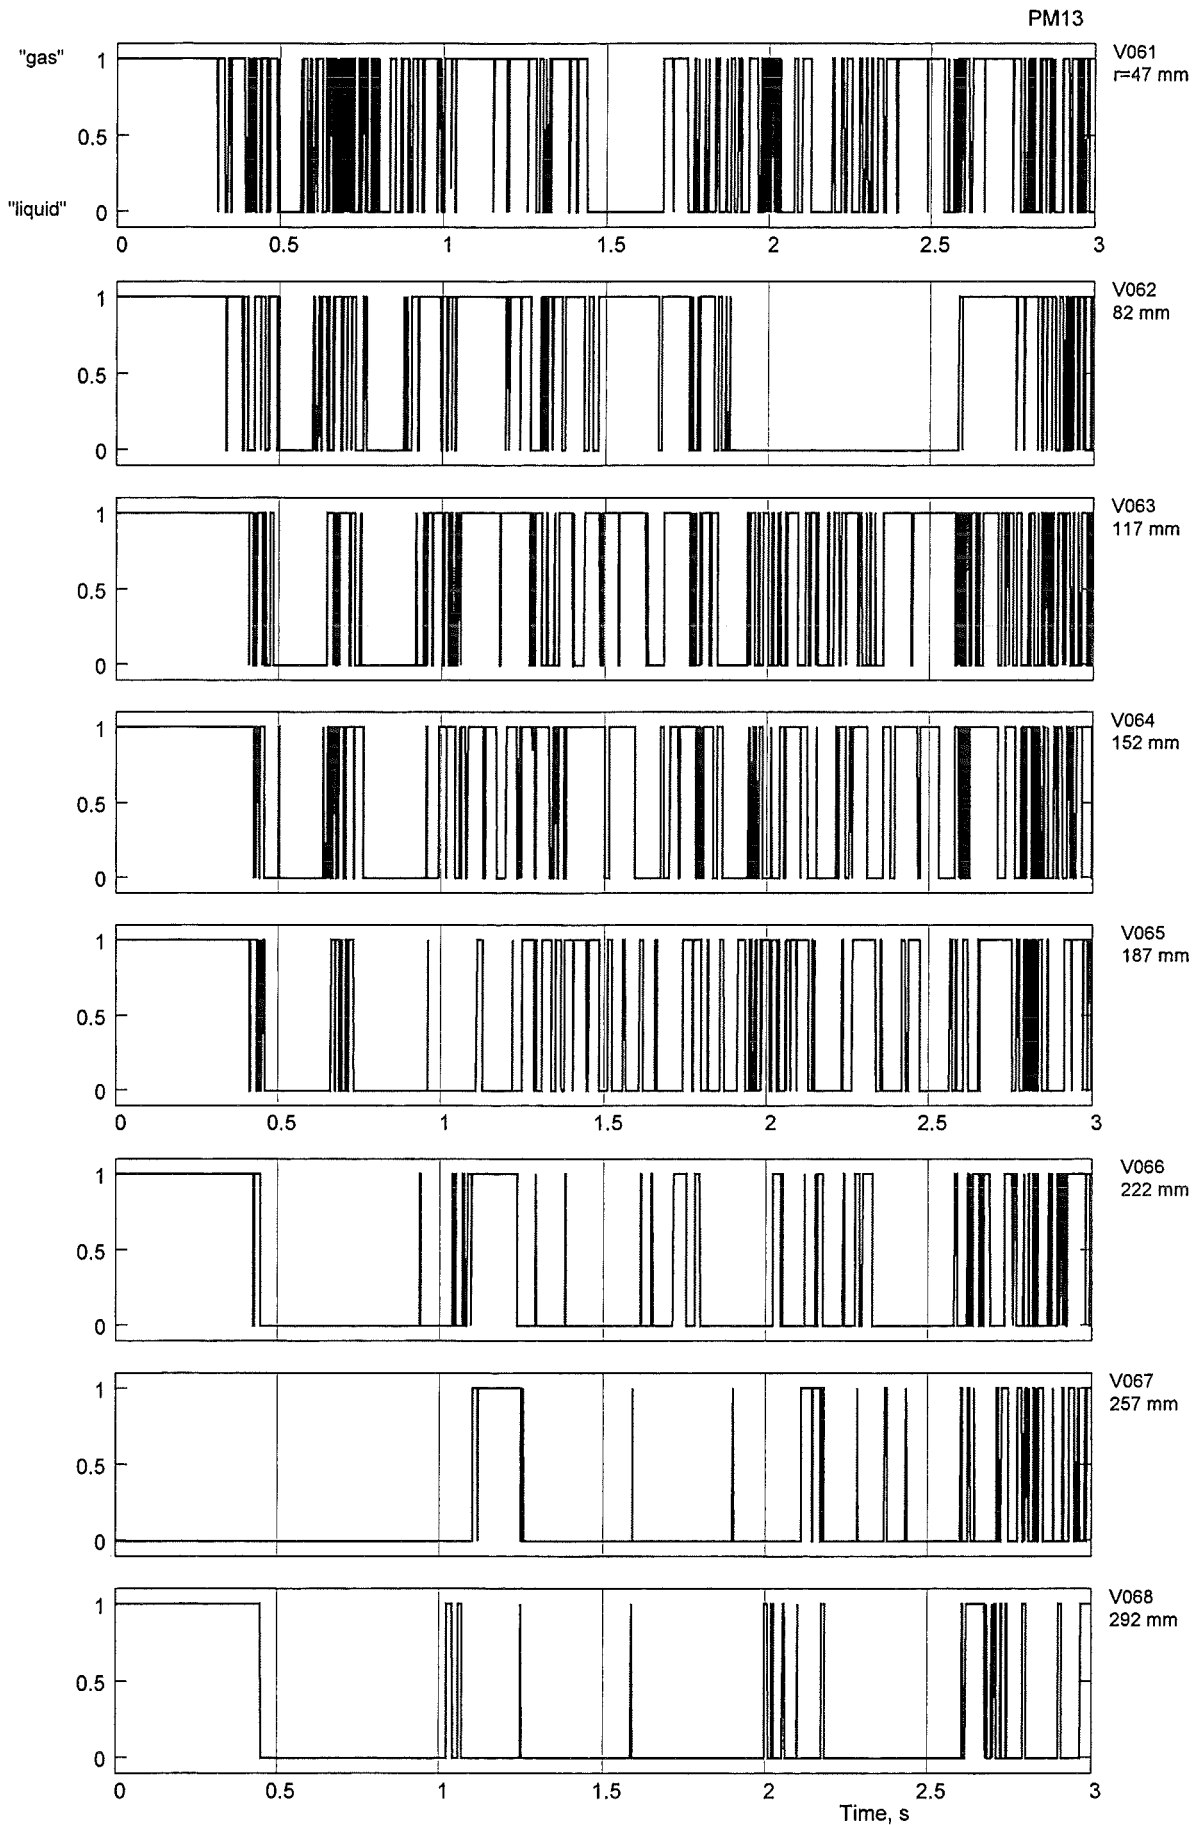 PM13
"gas" 1 V061
r=47 mm
0.5
"liquid" 0
0 0.5 1 1.5 2 2.5 3
1 V062
82 mm
0.5
0
1 V063
117 mm
0.5
0
1 V064
152 mm
0.5
0
1 V065
187 mm
0.5
0
0 0.5 1 1.5 2 2.5 3
1 V066
222 mm
0.5
0
1 V067
257 mm
0.5
0
1 V068
292 mm
0.5
0
0 0.5 1 1.5 2 2.5 3
Time, s